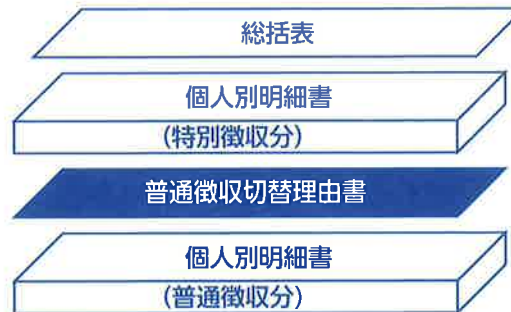 総括表
個人別明細書
(特別徴収分)
普通徴収切替理由書
個人別明細書
(普通徴収分)